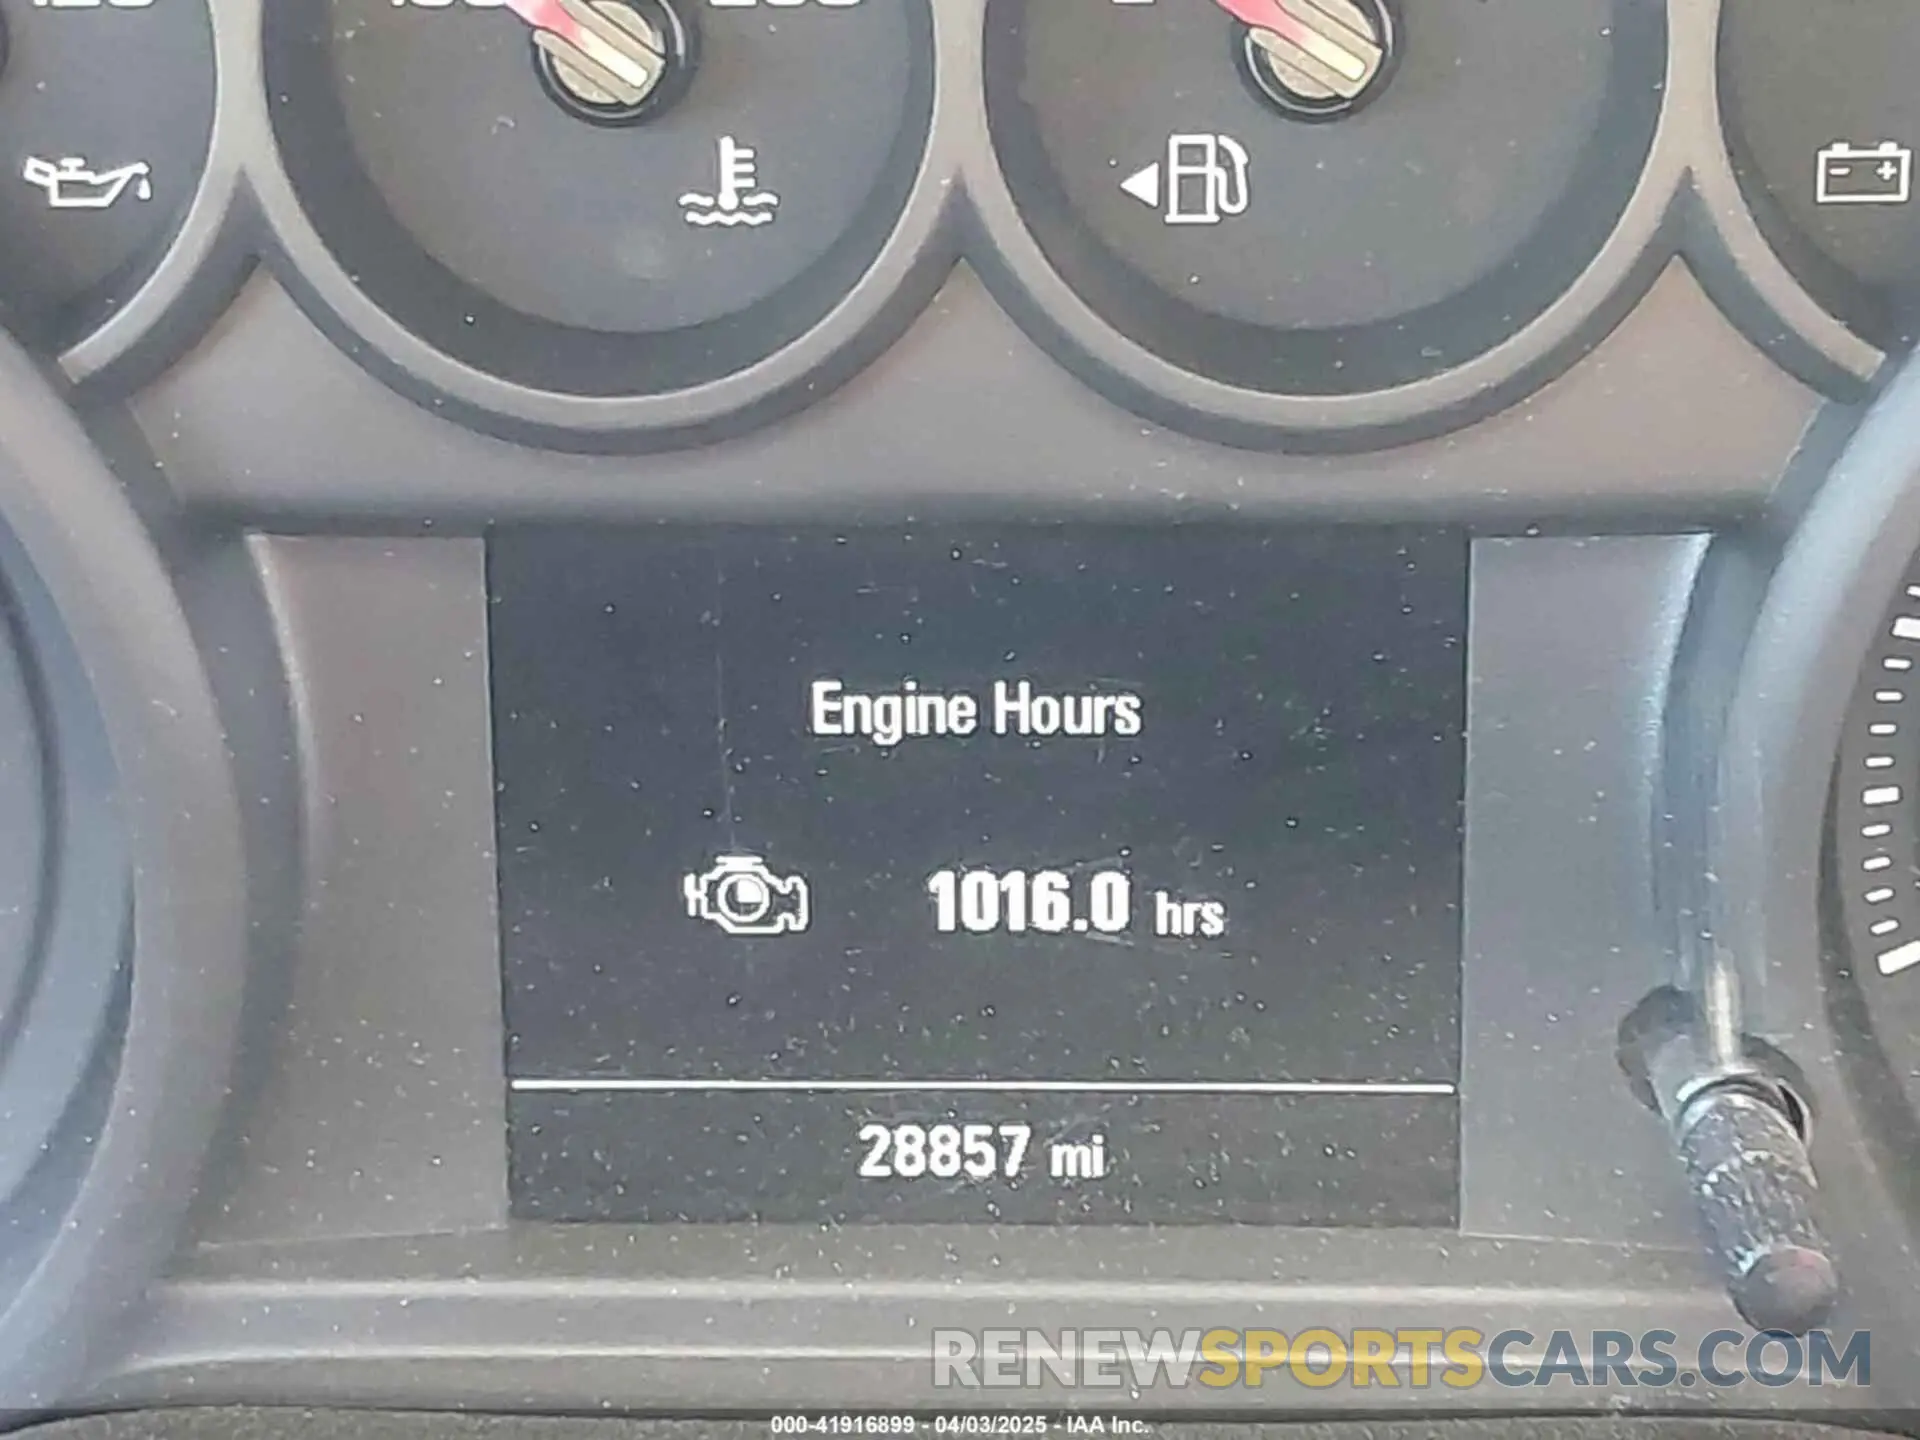 Engine Hours
1016.0 hrs
28857 mi
RENEWSPORTSCARS.COM
000-41916899 - 04/03/2025 - IAA Inc.